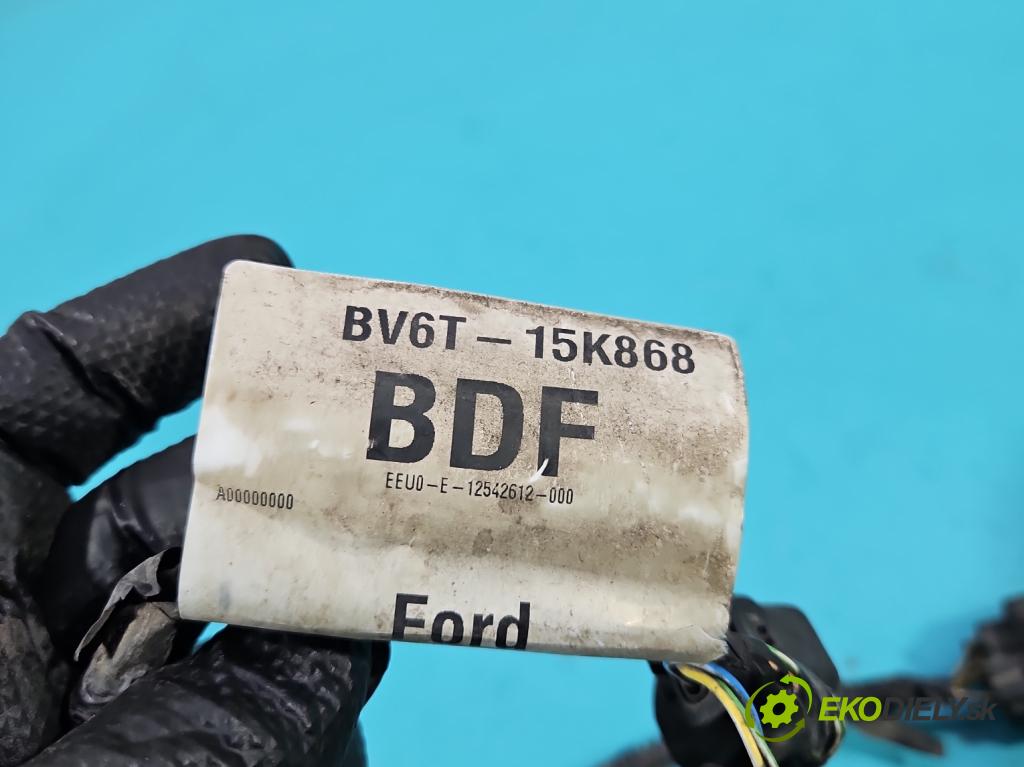 BV6T-15K868
BDF
EEU0-E-12542612-000
A00000000
Ford
EKODIELY.sk